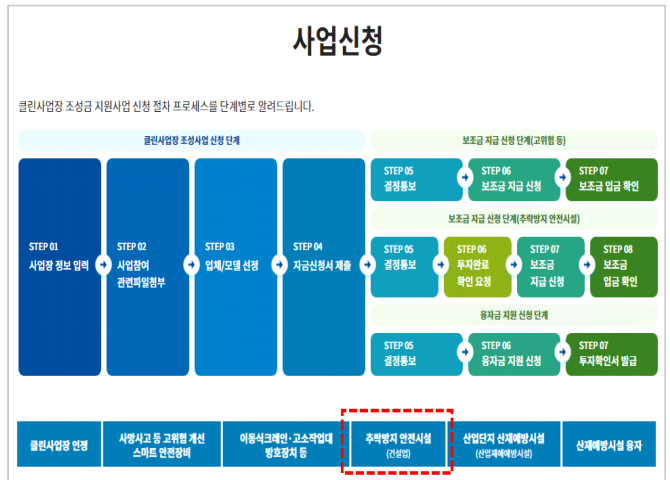 사업신청
클린사업장 조성금 지원사업 신청 절차 프로세스를 단계별로 알려드립니다.
클린사업장 조성사업 신청 단계
STEP 01
사업장 정보 입력
STEP 02
사업참여
관련파일첨부
STEP 03
업체/모델 선정
STEP 04
자금신청서 제출
보조금 지급 신청 단계(고위험 등)
STEP 05
결정통보
STEP 06
보조금 지급 신청
STEP 07
보조금 입금 확인
보조금 지급 신청 단계(추락방지 안전시설)
STEP 05
결정통보
STEP 06
투자완료
확인 요청
STEP 07
보조금
지급 신청
STEP 08
보조금
입금 확인
융자금 지원 신청 단계
STEP 05
결정통보
STEP 06
융자금 지원 신청
STEP 07
투자확인서 발급
클린사업장 인정
사망사고 등 고위험 개선
스마트 안전장비
이동식크레인·고소작업대
방호장치 등
추락방지 안전시설
(건설업)
산업단지 산재예방시설
(산업재해예방시설)
산재예방시설 융자